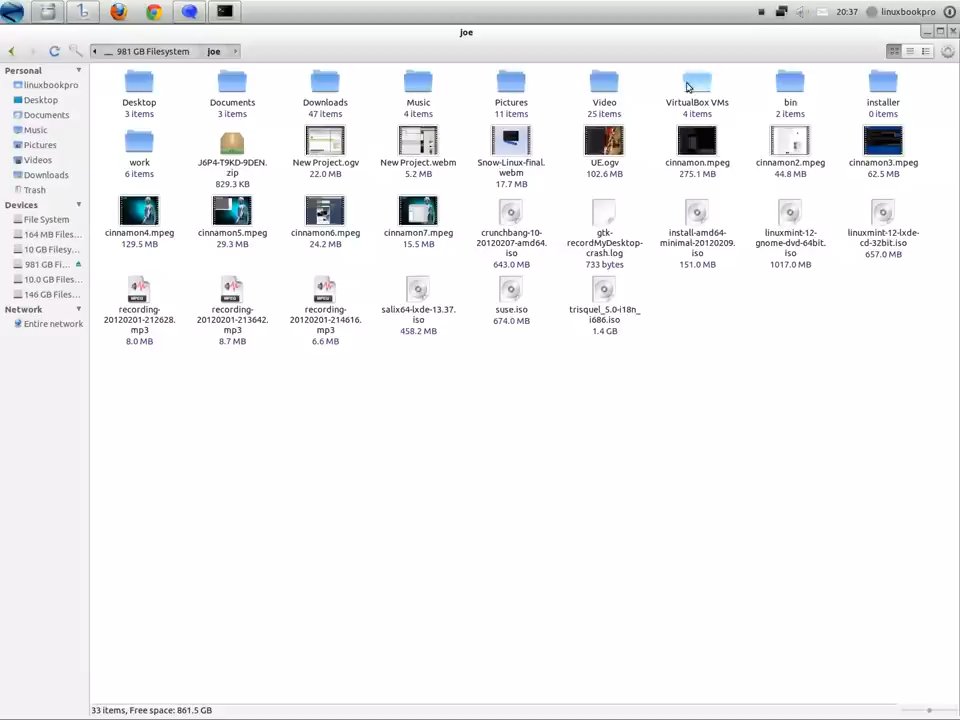 20:37 linuxbookpro
joe
981 GB Filesystem joe
Personal
linuxbookpro
Desktop
Documents
Music
Pictures
Videos
Downloads
Trash
Devices
File System
164 MB Files...
10 GB Filesy...
981 GB Fi...
10.0 GB Files...
146 GB Files...
Network
Entire network
Desktop
3 items
Documents
3 items
Downloads
47 items
Music
4 items
Pictures
11 items
Video
25 items
VirtualBox VMs
4 items
bin
2 items
installer
0 items
work
6 items
J6P4-T9KD-9DEN.
zip
829.3 KB
New Project.ogv
22.0 MB
New Project.webm
5.2 MB
Snow-Linux-final.
webm
17.7 MB
UE.ogv
102.6 MB
cinnamon.mpeg
275.1 MB
cinnamon2.mpeg
44.8 MB
cinnamon3.mpeg
62.5 MB
cinnamon4.mpeg
129.5 MB
cinnamon5.mpeg
29.3 MB
cinnamon6.mpeg
24.2 MB
cinnamon7.mpeg
15.5 MB
crunchbang-10-
20120207-amd64.
iso
643.0 MB
gtk-
recordMyDesktop-
crash.log
733 bytes
install-amd64-
minimal-20120209.
iso
151.0 MB
linuxmint-12-
gnome-dvd-64bit.
iso
1017.0 MB
linuxmint-12-lxde-
cd-32bit.iso
657.0 MB
MPEG
recording-
20120201-212628.
mp3
8.0 MB
MPEG
recording-
20120201-213642.
mp3
8.7 MB
MPEG
recording-
20120201-214616.
mp3
6.6 MB
salix64-lxde-13.37.
iso
458.2 MB
suse.iso
674.0 MB
trisquel_5.0-i18n_
i686.iso
1.4 GB
33 items, Free space: 861.5 GB